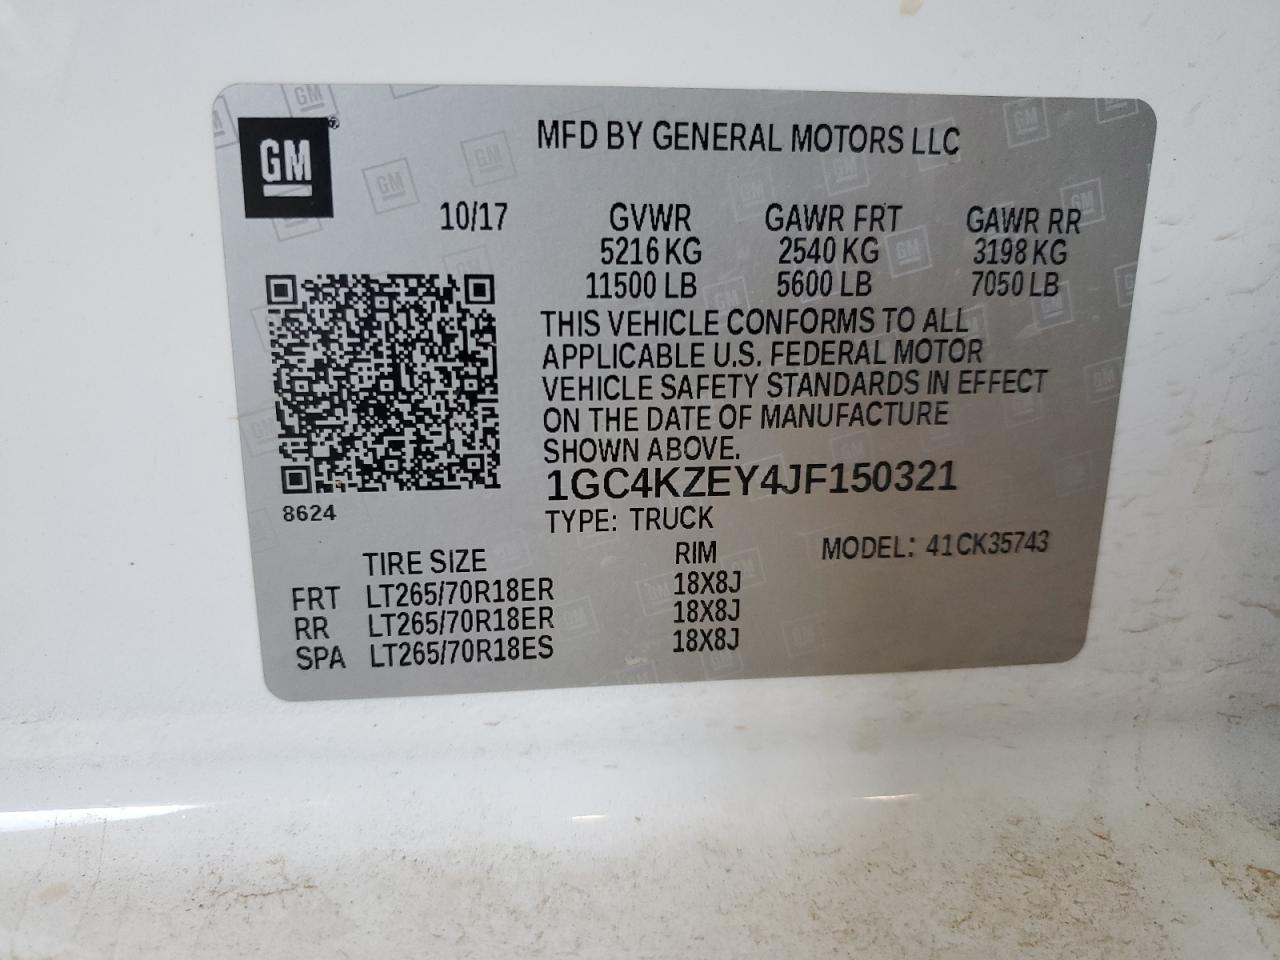 GM
MFD BY GENERAL MOTORS LLC
10/17 GVWR GAWR FRT GAWR RR
5216 KG 2540 KG 3198 KG
11500 LB 5600 LB 7050 LB
THIS VEHICLE CONFORMS TO ALL
APPLICABLE U.S. FEDERAL MOTOR
VEHICLE SAFETY STANDARDS IN EFFECT
ON THE DATE OF MANUFACTURE
SHOWN ABOVE.
1GC4KZEY4JF150321
8624
TYPE: TRUCK
TIRE SIZE RIM MODEL: 41CK35743
FRT LT265/70R18ER 18X8J
RR LT265/70R18ER 18X8J
SPA LT265/70R18ES 18X8J